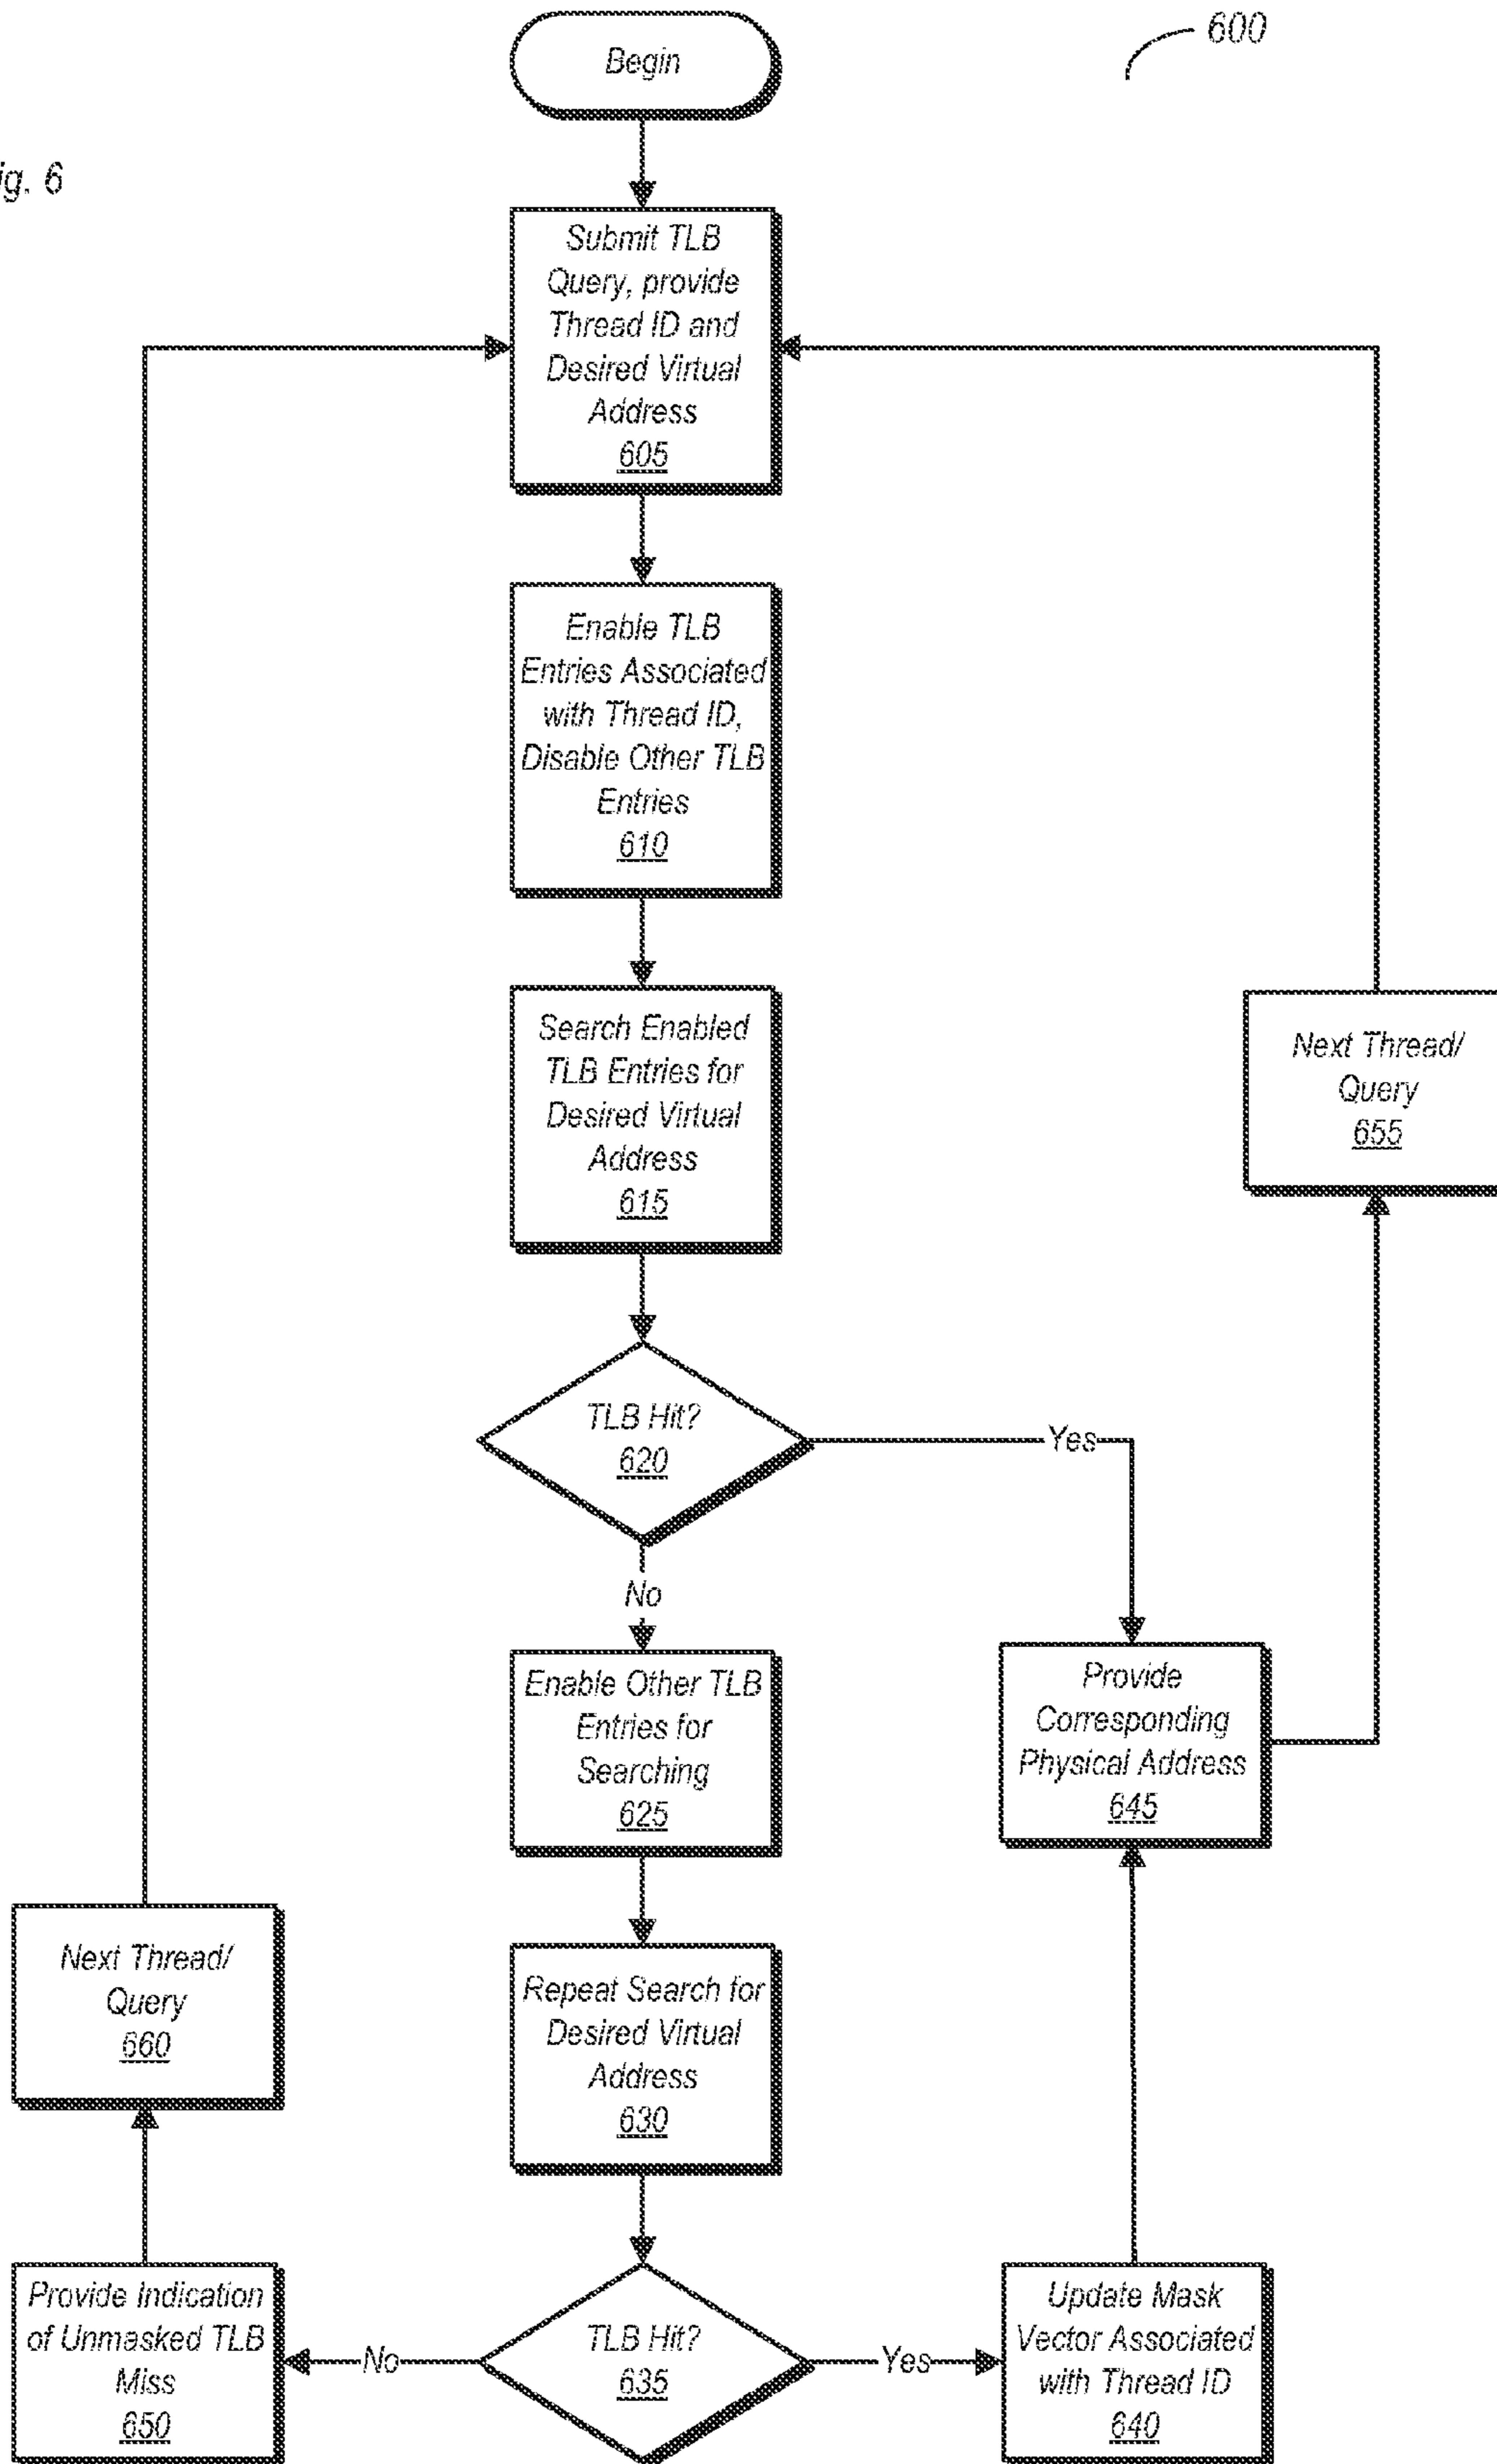 Begin
600
ig. 6
Submit TLB
Query, provide
Thread ID and
Desired Virtual
Address
605
Enable TLB
Entries Associated
with Thread ID,
Disable Other TLB
Entries
610
Search Enabled
TLB Entries for
Desired Virtual
Address
615
Next Thread/
Query
655
TLB Hit?
620
Yes
No
Enable Other TLB
Entries for
Searching
625
Provide
Corresponding
Physical Address
645
Next Thread/
Query
660
Repeat Search for
Desired Virtual
Address
630
Provide Indication
of Unmasked TLB
Miss
650
No
TLB Hit?
635
Yes
Update Mask
Vector Associated
with Thread ID
640